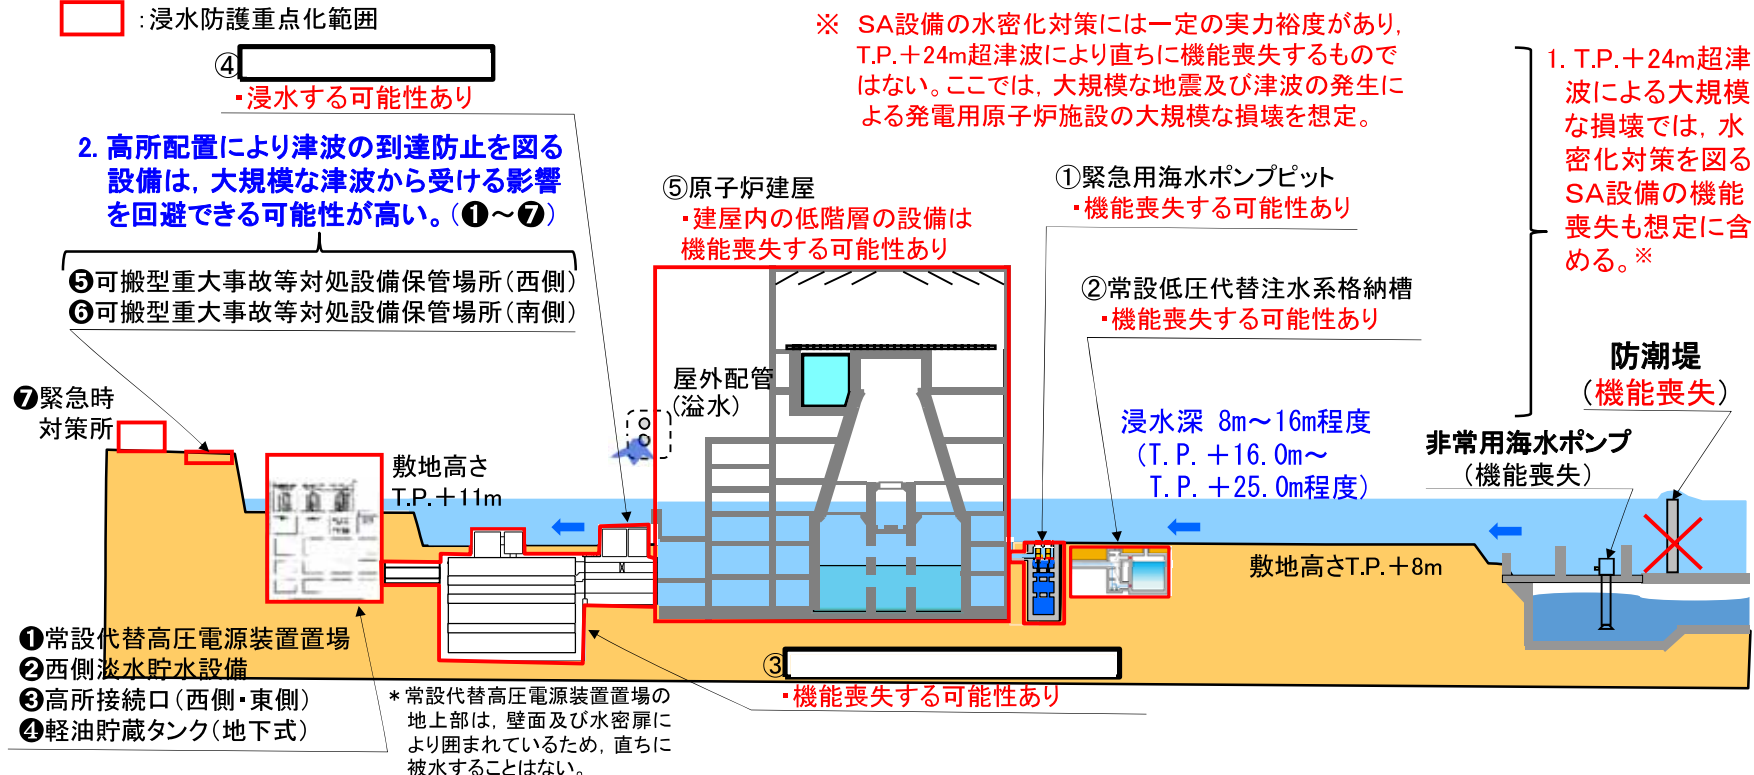 ：浸水防護重点化範囲
④
・浸水する可能性あり
2. 高所配置により津波の到達防止を図る
設備は，大規模な津波から受ける影響
を回避できる可能性が高い。（❶～❼）
❺可搬型重大事故等対処設備保管場所（西側）
❻可搬型重大事故等対処設備保管場所（南側）
❼緊急時
対策所
※ SA設備の水密化対策には一定の実力裕度があり，
T.P.＋24m超津波により直ちに機能喪失するもので
はない。ここでは，大規模な地震及び津波の発生に
よる発電用原子炉施設の大規模な損壊を想定。
1. T.P.＋24m超津
波による大規模
な損壊では，水
密化対策を図る
SA設備の機能
喪失も想定に含
める。※
⑤原子炉建屋
・建屋内の低階層の設備は
機能喪失する可能性あり
①緊急用海水ポンプピット
・機能喪失する可能性あり
②常設低圧代替注水系格納槽
・機能喪失する可能性あり
防潮堤
（機能喪失）
非常用海水ポンプ
（機能喪失）
屋外配管
（溢水）
浸水深 8m～16m程度
（T.P.＋16.0m～
T.P.＋25.0m程度）
敷地高さ
T.P.＋11m
敷地高さT.P.＋8m
❶常設代替高圧電源装置置場
❷西側淡水貯水設備
❸高所接続口（西側・東側）
❹軽油貯蔵タンク（地下式）
＊常設代替高圧電源装置置場の
地上部は，壁面及び水密扉に
より囲まれているため，直ちに
被水することはない。
③
・機能喪失する可能性あり